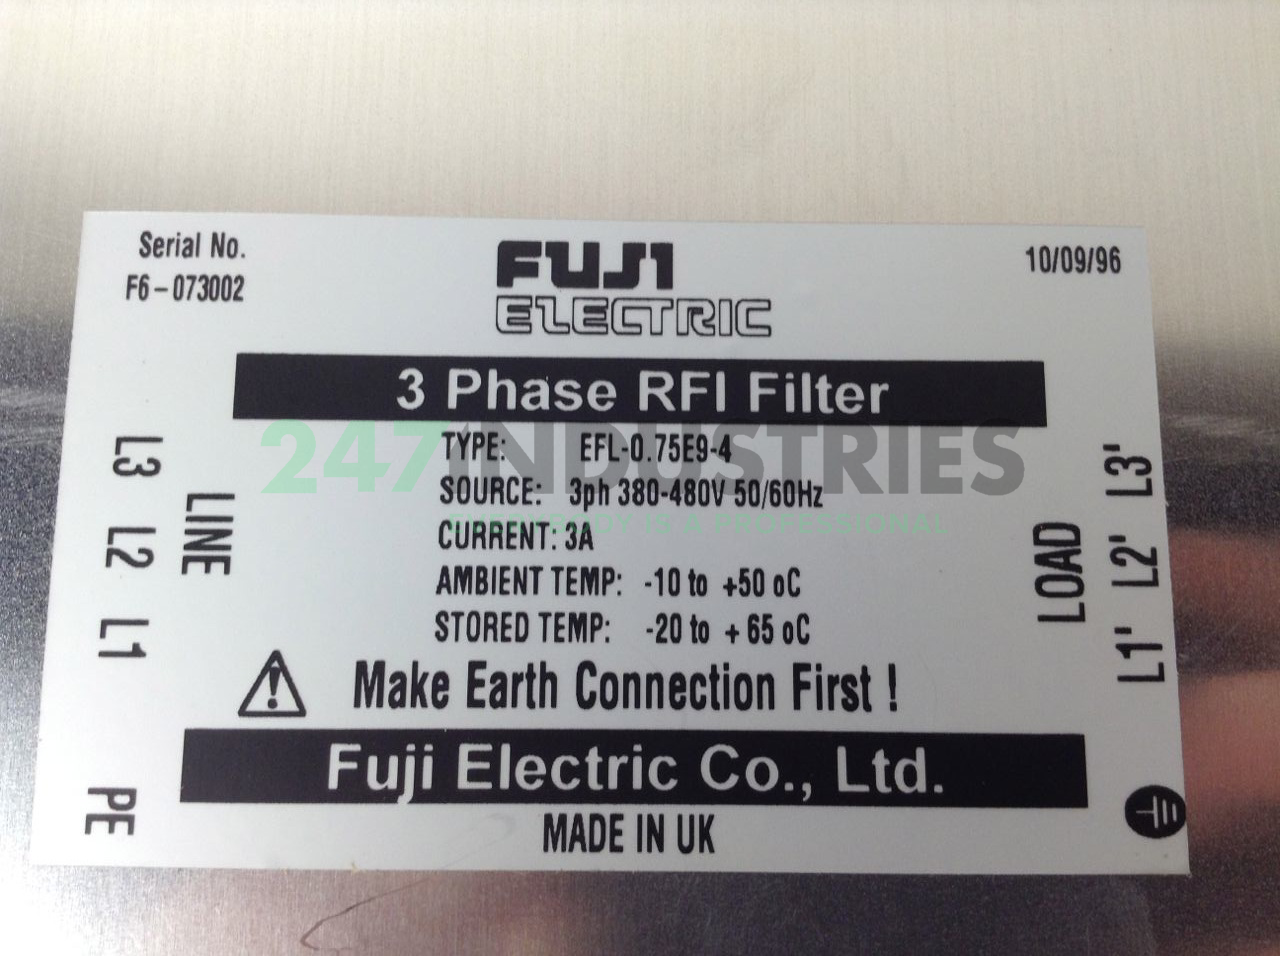 Serial No.
F6-073002
FUJI
ELECTRIC
10/09/96
3 Phase RFI Filter
TYPE: EFL-0.75E9-4
SOURCE: 3ph 380-480V 50/60Hz
CURRENT: 3A
AMBIENT TEMP: -10 to +50 oC
STORED TEMP: -20 to + 65 oC
Make Earth Connection First !
Fuji Electric Co., Ltd.
MADE IN UK
L3 L2 L1 PE
LINE
LOAD
L1' L2' L3'
247INDUSTRIES
EVERYBODY IS A PROFESSIONAL